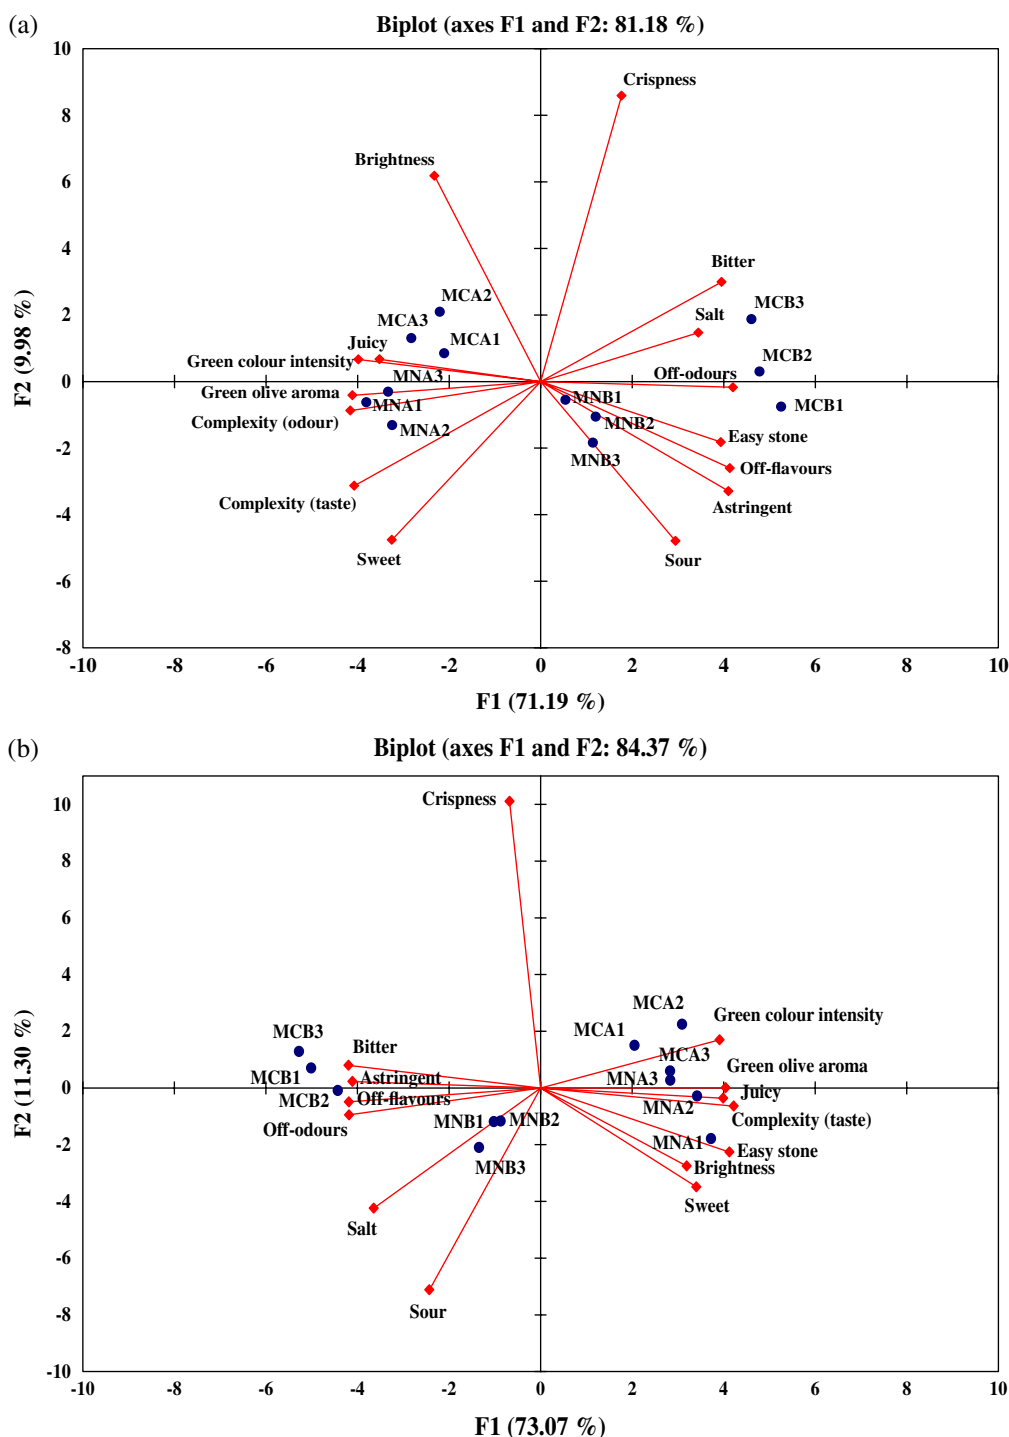 (a)
Biplot (axes F1 and F2: 81.18 %)
10
Crispness
8
Brightness
6
4
Bitter
MCA2
MCB3
2
MCA3
Salt
MCA1
Juicy
Green colour intensity
MCB2
MNA3
Off-odours
0
Green olive aroma
MNA1
MNB1
MCB1
Complexity (odour)
MNA2
MNB2
Easy stone
-2
MNB3
Off-flavours
Complexity (taste)
Astringent
-4
Sweet
Sour
-6
-8
-10 -8 -6 -4 -2 0 2 4 6 8 10
F2 (9.98 %)
F1 (71.19 %)
(b)
Biplot (axes F1 and F2: 84.37 %)
Crispness
10
8
6
4
MCA2
Green colour intensity
2
MCB3
MCA1
Bitter
MCA3
Green olive aroma
MCB1
Astringent
MNA3
0
MCB2
Off-flavours
Juicy
MNA2
Off-odours
MNB1
MNB2
Complexity (taste)
MNA1
Easy stone
-2
MNB3
Brightness
Sweet
-4
Salt
-6
Sour
-8
-10
-10 -8 -6 -4 -2 0 2 4 6 8 10
F2 (11.30 %)
F1 (73.07 %)